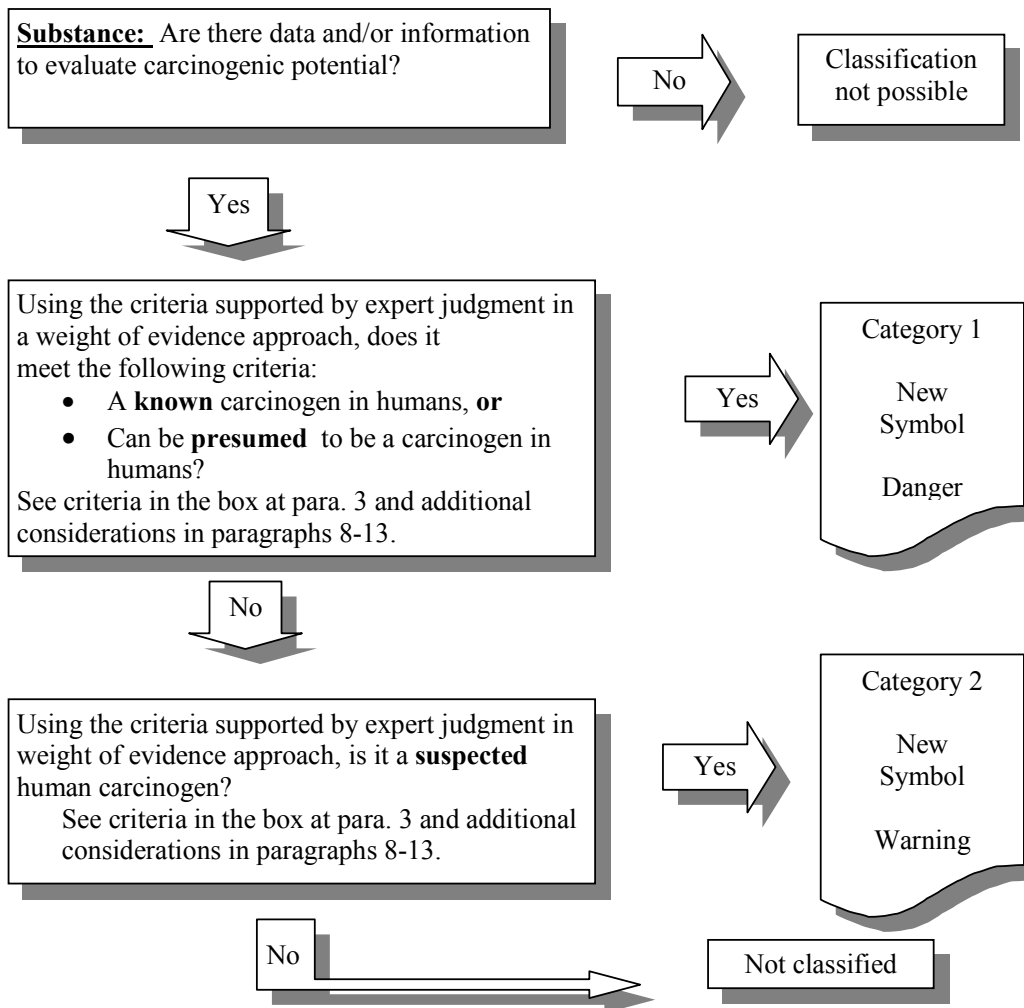 Substance: Are there data and/or information
to evaluate carcinogenic potential?
No
Classification
not possible
Yes
Using the criteria supported by expert judgment in
a weight of evidence approach, does it
meet the following criteria:
• A known carcinogen in humans, or
• Can be presumed to be a carcinogen in
humans?
See criteria in the box at para. 3 and additional
considerations in paragraphs 8-13.
Yes
Category 1
New
Symbol
Danger
No
Using the criteria supported by expert judgment in
weight of evidence approach, is it a suspected
human carcinogen?
See criteria in the box at para. 3 and additional
considerations in paragraphs 8-13.
Yes
Category 2
New
Symbol
Warning
No
Not classified